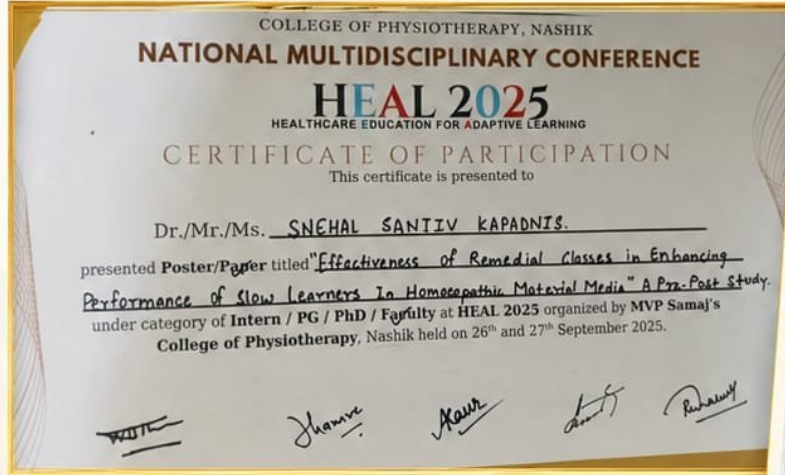 COLLEGE OF PHYSIOTHERAPY, NASHIK
NATIONAL MULTIDISCIPLINARY CONFERENCE
HEAL 2025
HEALTHCARE EDUCATION FOR ADAPTIVE LEARNING
CERTIFICATE OF PARTICIPATION
This certificate is presented to
Dr./Mr./Ms. SNEHAL SANTIV KAPADNIS.
presented Poster/Paper titled "Effectiveness of Remedial Classes in Enhancing
Performance of Slow Learners In Homoeopathic Material Media" A Pre-Post Study.
under category of Intern / PG / PhD / Faculty at HEAL 2025 organized by MVP Samaj's
College of Physiotherapy, Nashik held on 26th and 27th September 2025.